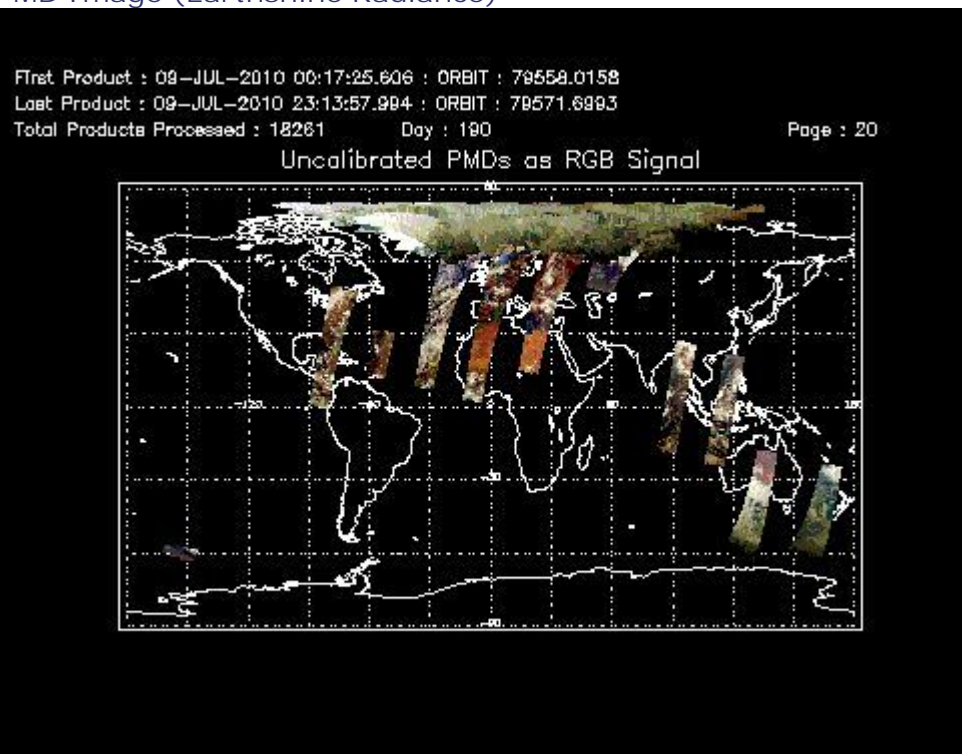 MD Image (Earthshine Radiance)
First Product : 09-JUL-2010 00:17:25.606 : ORBIT : 79558.0158
Last Product : 09-JUL-2010 23:13:57.994 : ORBIT : 79571.6993
Total Products Processed : 18261 Day : 190 Page : 20
Uncalibrated PMDs as RGB Signal